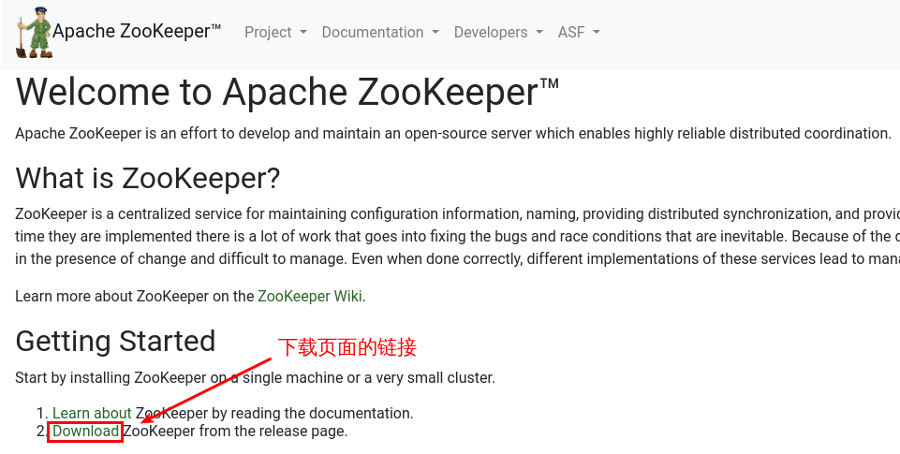 Apache ZooKeeper™ Project Documentation Developers ASF
Welcome to Apache ZooKeeper™
Apache ZooKeeper is an effort to develop and maintain an open-source server which enables highly reliable distributed coordination.
What is ZooKeeper?
ZooKeeper is a centralized service for maintaining configuration information, naming, providing distributed synchronization, and
time they are implemented there is a lot of work that goes into fixing the bugs and race conditions that are inevitable. Because of the
in the presence of change and difficult to manage. Even when done correctly, different implementations of these services lead to
Learn more about ZooKeeper on the ZooKeeper Wiki.
Getting Started
下载页面的链接
Start by installing ZooKeeper on a single machine or a very small cluster.
1. Learn about ZooKeeper by reading the documentation.
2. Download ZooKeeper from the release page.